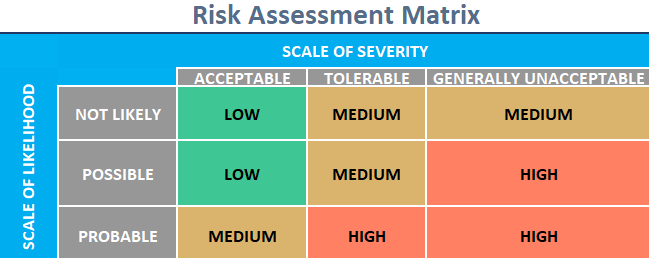 Risk Assessment Matrix
SCALE OF SEVERITY
SCALE OF LIKELIHOOD
ACCEPTABLE TOLERABLE GENERALLY UNACCEPTABLE
NOT LIKELY LOW MEDIUM MEDIUM
POSSIBLE LOW MEDIUM HIGH
PROBABLE MEDIUM HIGH HIGH